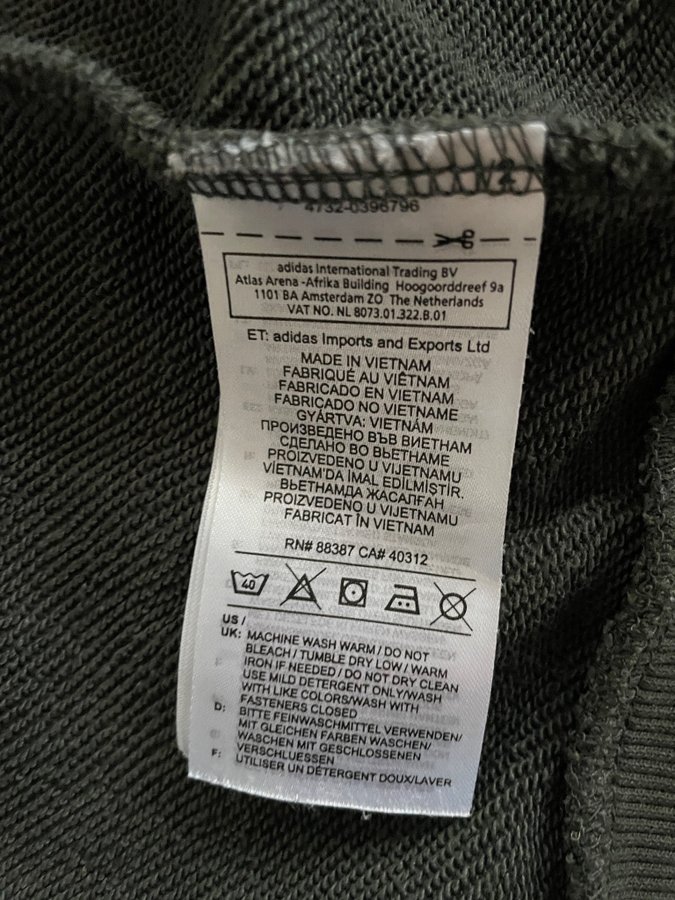 4732-0396796
adidas International Trading BV
Atlas Arena -Afrika Building Hoogoorddreef 9a
1101 BA Amsterdam ZO The Netherlands
VAT NO. NL 8073.01.322.B.01
ET: adidas Imports and Exports Ltd
MADE IN VIETNAM
FABRIQUÉ AU VIÊTNAM
FABRICADO EN VIETNAM
FABRICADO NO VIETNAME
GYÁRTVA: VIETNÁM
ПРОИЗВЕДЕНО ВЪВ ВИЕТНАМ
СДЕЛАНО ВО ВЬЕТНАМЕ
PROIZVEDENO U VIJETNAMU
VİETNAM'DA İMAL EDİLMİŞTİR.
ВЬЕТНАМДА ЖАСАЛҒАН
PROIZVEDENO U VIJETNAMU
FABRICAT ÎN VIETNAM
RN# 88387 CA# 40312
40
US /
UK: MACHINE WASH WARM / DO NOT
BLEACH / TUMBLE DRY LOW / WARM
IRON IF NEEDED / DO NOT DRY CLEAN
USE MILD DETERGENT ONLY/WASH
WITH LIKE COLORS/WASH WITH
FASTENERS CLOSED
D: BITTE FEINWASCHMITTEL VERWENDEN/
MIT GLEICHEN FARBEN WASCHEN/
WASCHEN MIT GESCHLOSSENEN
VERSCHLUESSEN
F: UTILISER UN DÉTERGENT DOUX/LAVER